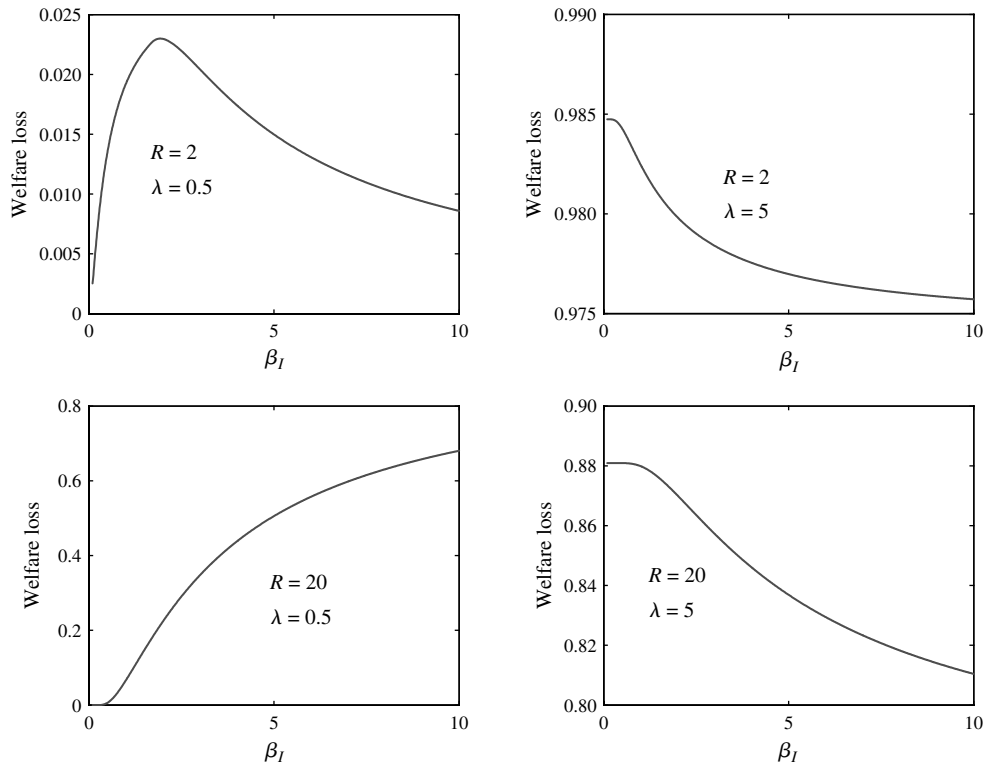 0.025
0.020
0.015
0.010
0.005
0
Welfare loss
R = 2
λ = 0.5
0
5
10
β_I
0.990
0.985
0.980
0.975
Welfare loss
R = 2
λ = 5
0
5
10
β_I
0.8
0.6
0.4
0.2
0
Welfare loss
R = 20
λ = 0.5
0
5
10
β_I
0.90
0.88
0.86
0.84
0.82
0.80
Welfare loss
R = 20
λ = 5
0
5
10
β_I